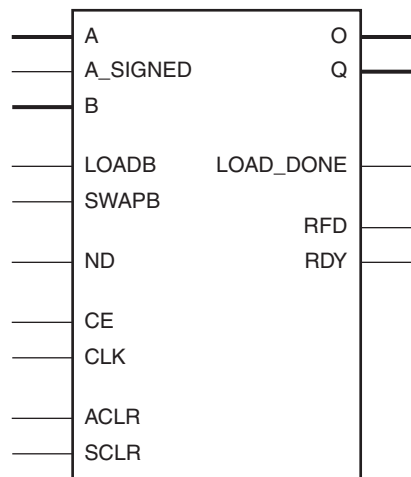 A O
A_SIGNED Q
B
LOADB LOAD_DONE
SWAPB
RFD
ND RDY
CE
CLK
ACLR
SCLR